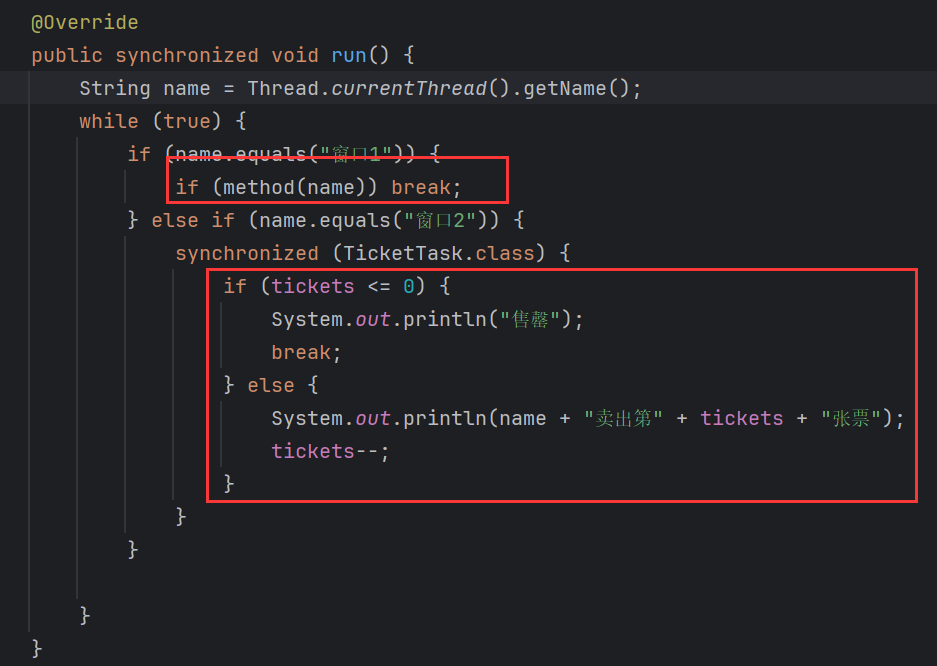 @Override
public synchronized void run() {
    String name = Thread.currentThread().getName();
    while (true) {
        if (name.equals("窗口1")) {
            if (method(name)) break;
        } else if (name.equals("窗口2")) {
            synchronized (TicketTask.class) {
                if (tickets <= 0) {
                    System.out.println("售罄");
                    break;
                } else {
                    System.out.println(name + "卖出第" + tickets + "张票");
                    tickets--;
                }
            }
        }
    }
}